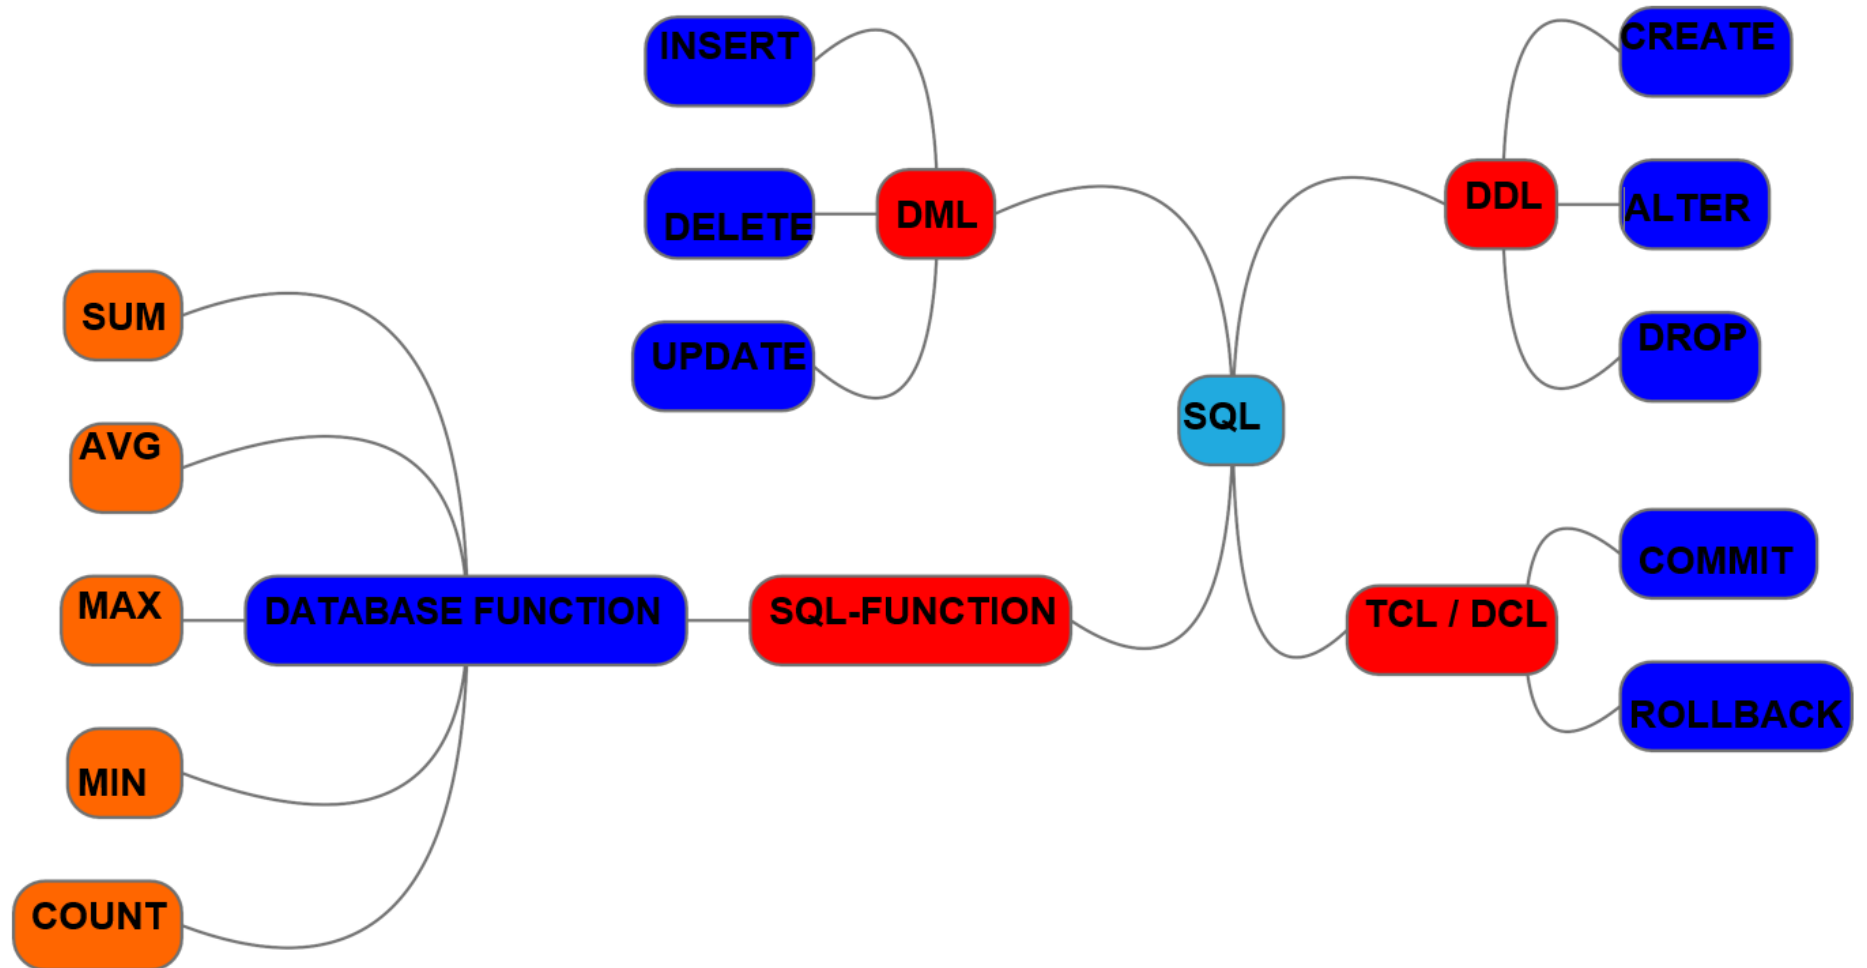 INSERT
CREATE
DELETE
DML
DDL
ALTER
SUM
UPDATE
DROP
SQL
AVG
COMMIT
MAX
DATABASE FUNCTION
SQL-FUNCTION
TCL / DCL
ROLLBACK
MIN
COUNT